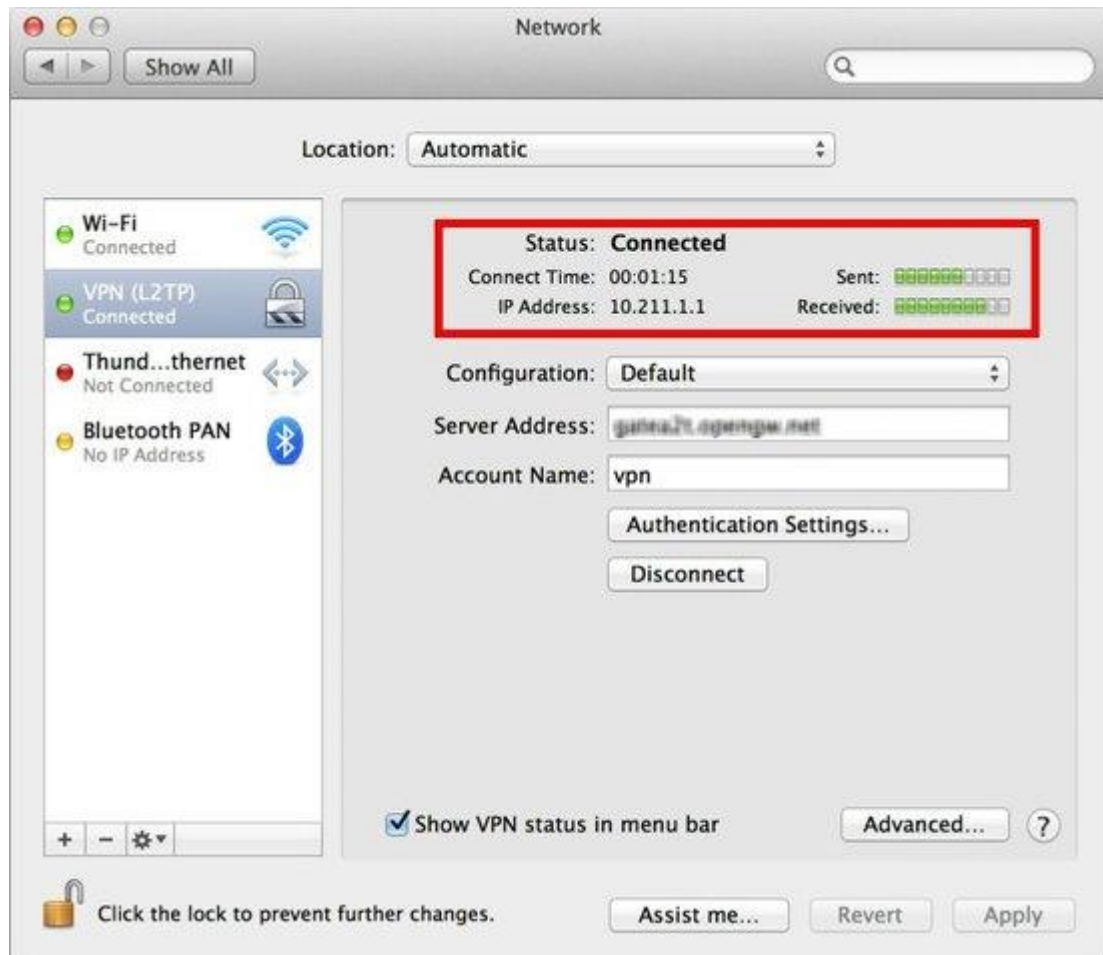 Network
Show All
Location: Automatic
Wi-Fi
Connected
VPN (L2TP)
Connected
Thund...thernet
Not Connected
Bluetooth PAN
No IP Address
Status: Connected
Connect Time: 00:01:15 Sent:
IP Address: 10.211.1.1 Received:
Configuration: Default
Server Address:
Account Name: vpn
Authentication Settings...
Disconnect
Show VPN status in menu bar
Advanced... ?
+ -
Click the lock to prevent further changes.
Assist me... Revert Apply